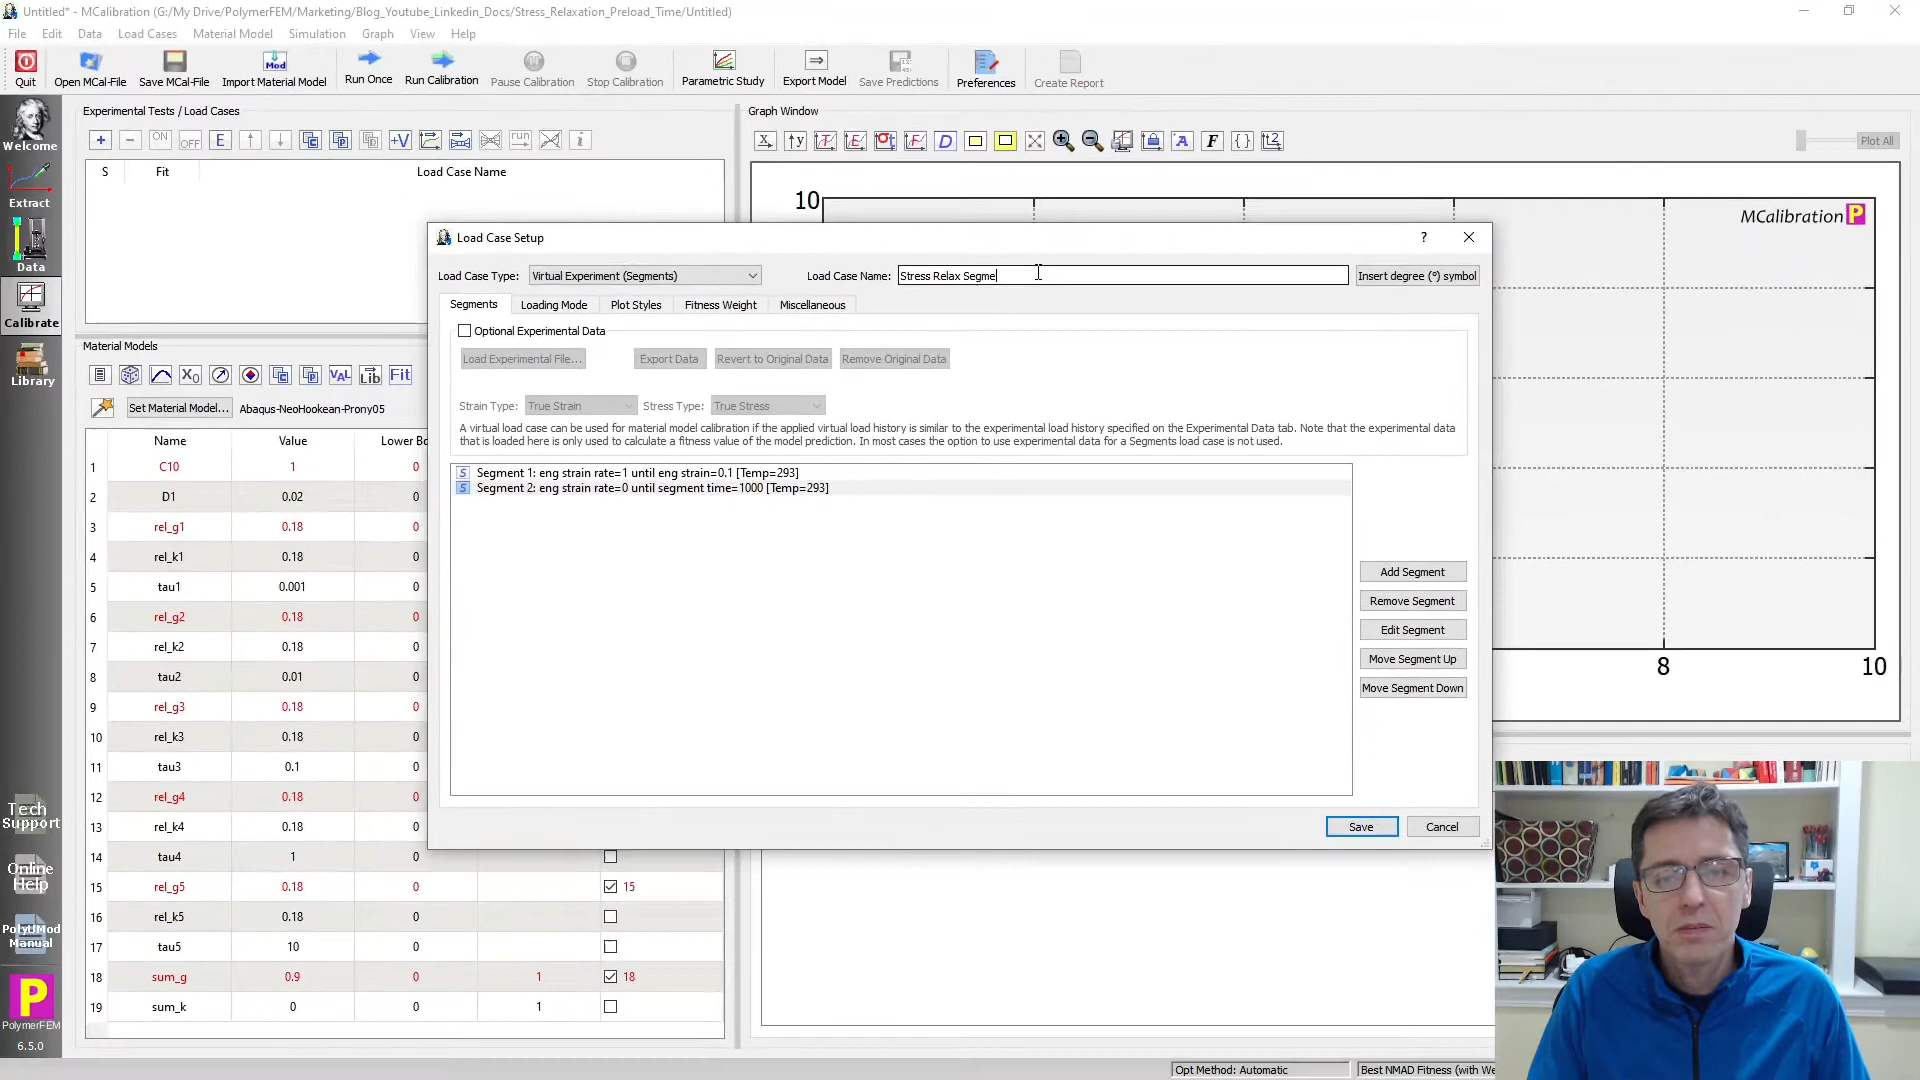 Untitled* - MCalibration (G:/My Drive/PolymerFEM/Marketing/Blog_Youtube_Linkedin_Docs/Stress_Relaxation_Preload_Time/Untitled)
File Edit Data Load Cases Material Model Simulation Graph View Help
Quit Open MCal-File Save MCal-File Import Material Model Run Once Run Calibration Pause Calibration Stop Calibration Parametric Study Export Model Save Predictions Preferences Create Report
Welcome
Extract
Data
Calibrate
Library
Tech Support
Online Help
PolyUMod Manual
PolymerFEM
6.5.0
Experimental Tests / Load Cases
ON OFF E +V run i
S Fit Load Case Name
Graph Window
Plot All
10
MCalibration P
8 10
Material Models
VAL Lib Fit
Set Material Model... Abaqus-NeoHookean-Prony05
Name Value Lower Bo
1 C10 1 0
2 D1 0.02 0
3 rel_g1 0.18 0
4 rel_k1 0.18 0
5 tau1 0.001 0
6 rel_g2 0.18 0
7 rel_k2 0.18 0
8 tau2 0.01 0
9 rel_g3 0.18 0
10 rel_k3 0.18 0
11 tau3 0.1 0
12 rel_g4 0.18 0
13 rel_k4 0.18 0
14 tau4 1 0
15 rel_g5 0.18 0 15
16 rel_k5 0.18 0
17 tau5 10 0
18 sum_g 0.9 0 1 18
19 sum_k 0 0 1
Load Case Setup ?
Load Case Type: Virtual Experiment (Segments) Load Case Name: Stress Relax Segme Insert degree (°) symbol
Segments Loading Mode Plot Styles Fitness Weight Miscellaneous
Optional Experimental Data
Load Experimental File... Export Data Revert to Original Data Remove Original Data
Strain Type: True Strain Stress Type: True Stress
A virtual load case can be used for material model calibration if the applied virtual load history is similar to the experimental load history specified on the Experimental Data tab. Note that the experimental data
that is loaded here is only used to calculate a fitness value of the model prediction. In most cases the option to use experimental data for a Segments load case is not used.
S Segment 1: eng strain rate=1 until eng strain=0.1 [Temp=293]
S Segment 2: eng strain rate=0 until segment time=1000 [Temp=293]
Add Segment
Remove Segment
Edit Segment
Move Segment Up
Move Segment Down
Save Cancel
Opt Method: Automatic Best NMAD Fitness (with We